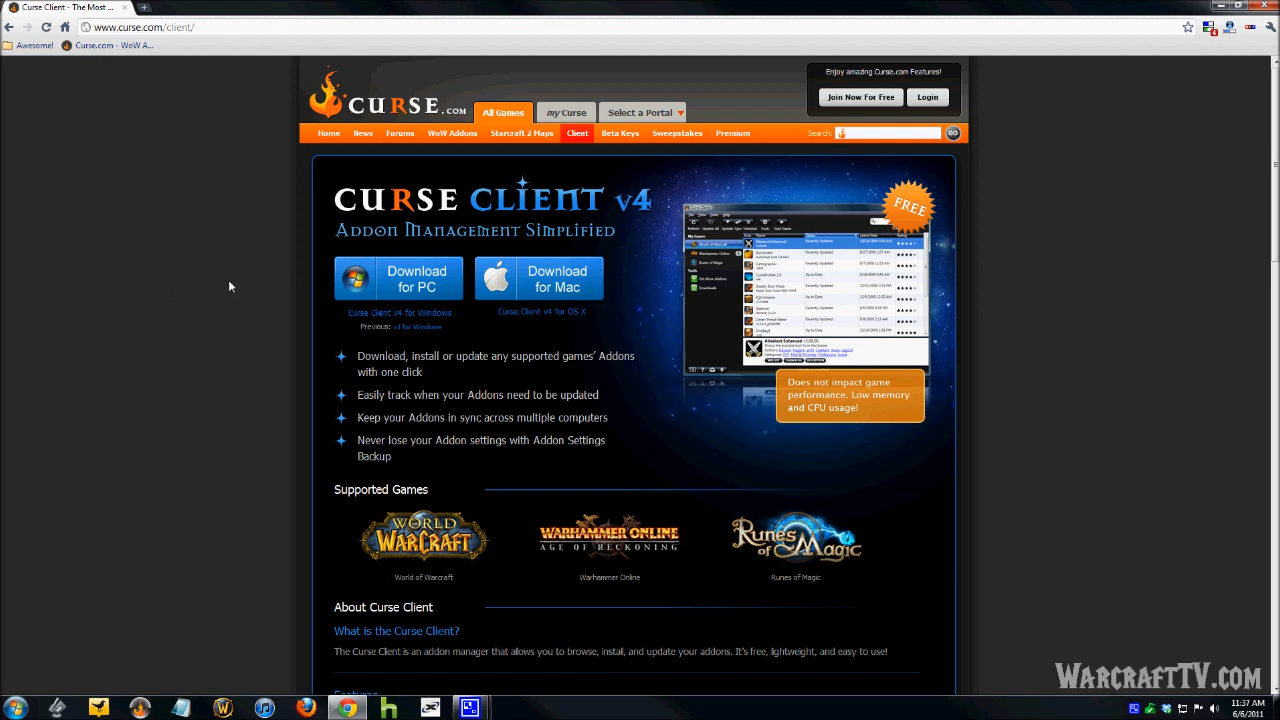 Curse Client - The Most ...
www.curse.com/client/
Awesome!
Curse.com - WoW A...
Enjoy amazing Curse.com Features!
Join Now For Free
Login
CURSE.COM
All Games
my Curse
Select a Portal
Home
News
Forums
WoW Addons
Starcraft 2 Maps
Client
Beta Keys
Sweepstakes
Premium
Search:
GO
CURSE CLIENT v4
Addon Management Simplified
FREE
Download
for PC
Download
for Mac
Curse Client v4 for Windows
Curse Client v4 for OS X
Previous: v3 for Windows
Download, install or update any supported games' Addons
with one click
Easily track when your Addons need to be updated
Keep your Addons in sync across multiple computers
Never lose your Addon settings with Addon Settings
Backup
Does not impact game
performance. Low memory
and CPU usage!
Supported Games
WORLD
WARCRAFT
WARHAMMER ONLINE
AGE OF RECKONING
Runes
of Magic
World of Warcraft
Warhammer Online
Runes of Magic
About Curse Client
What is the Curse Client?
The Curse Client is an addon manager that allows you to browse, install, and update your addons. It's free, lightweight, and easy to use!
Features
WarcraftTV.com
11:37 AM
6/6/2011